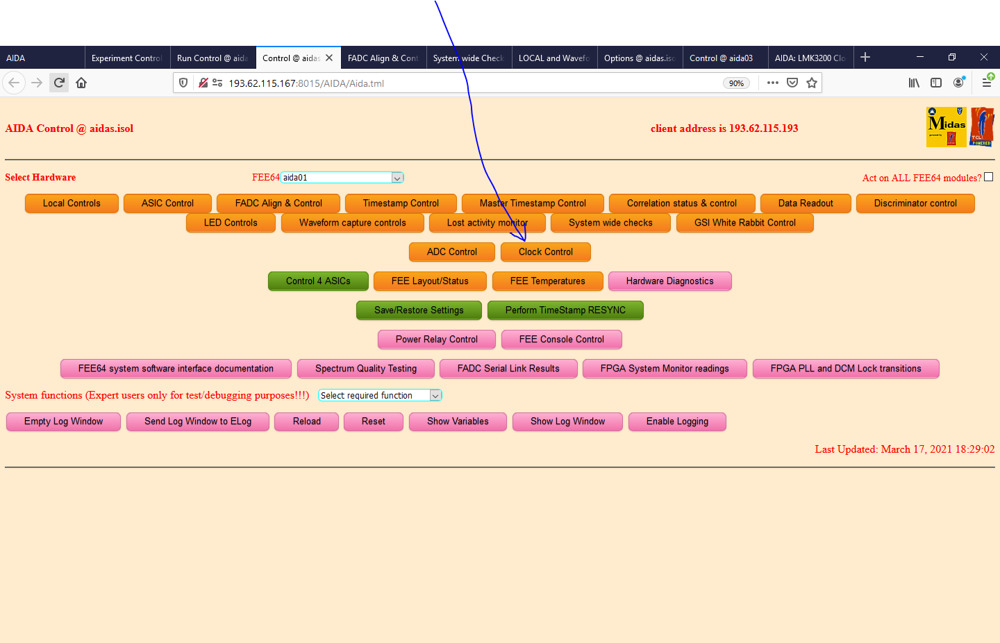 AIDA Experiment Control Run Control @ aida Control @ aidas FADC Align & Cont System wide Check LOCAL and Wavefo Options @ aidas.iso Control @ aida03 AIDA: LMK3200 Clo
193.62.115.167:8015/AIDA/Aida.tml 90%
AIDA Control @ aidas.isol client address is 193.62.115.193
Midas
powered by
TCL
POWERED
Select Hardware FEE64 aida01 Act on ALL FEE64 modules?
Local Controls ASIC Control FADC Align & Control Timestamp Control Master Timestamp Control Correlation status & control Data Readout Discriminator control
LED Controls Waveform capture controls Lost activity monitor System wide checks GSI White Rabbit Control
ADC Control Clock Control
Control 4 ASICs FEE Layout/Status FEE Temperatures Hardware Diagnostics
Save/Restore Settings Perform TimeStamp RESYNC
Power Relay Control FEE Console Control
FEE64 system software interface documentation Spectrum Quality Testing FADC Serial Link Results FPGA System Monitor readings FPGA PLL and DCM Lock transitions
System functions (Expert users only for test/debugging purposes!!!) Select required function
Empty Log Window Send Log Window to ELog Reload Reset Show Variables Show Log Window Enable Logging
Last Updated: March 17, 2021 18:29:02